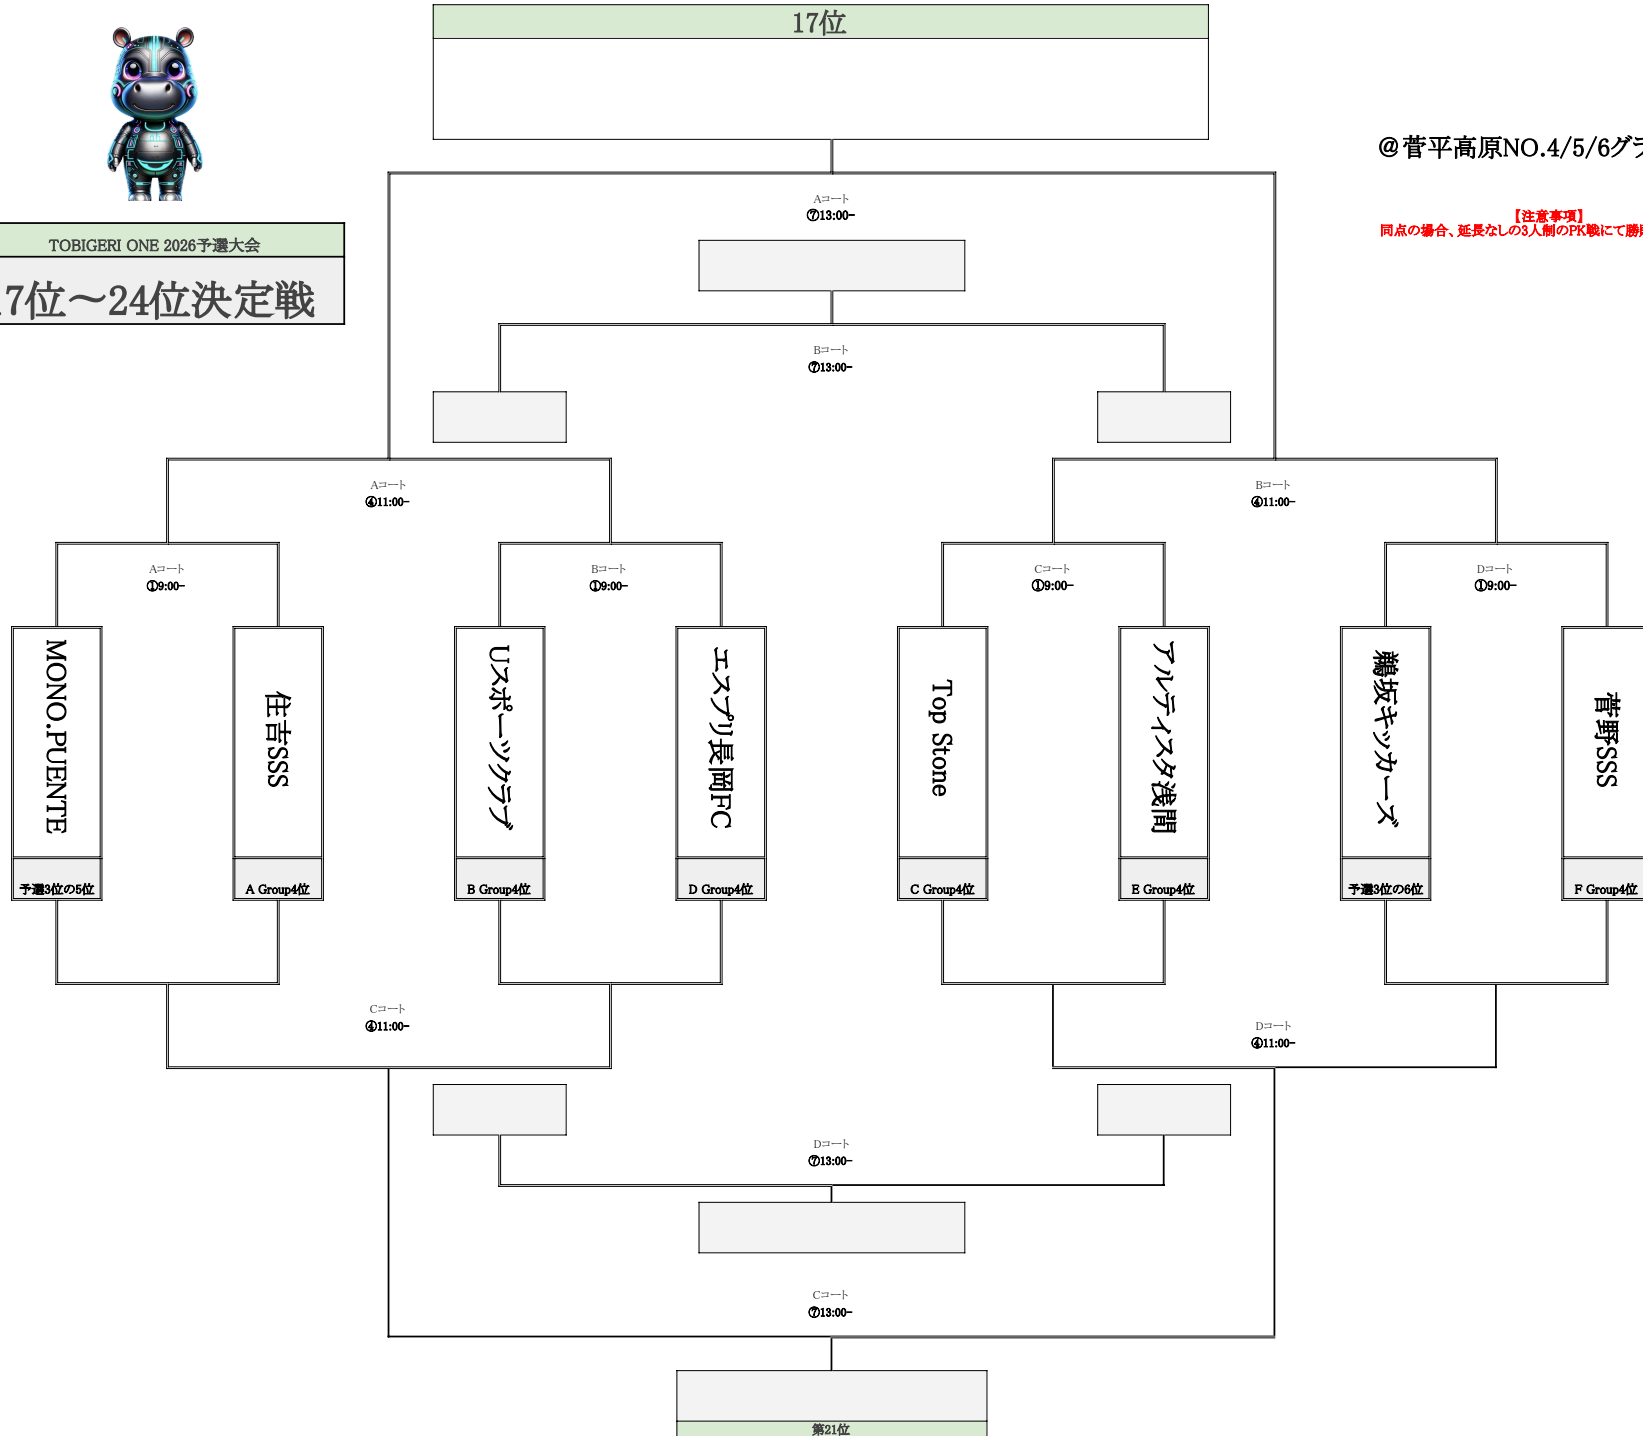 17位
@菅平高原NO.4/5/6グラ
【注意事項】
同点の場合、延長なしの3人制のPK戦にて勝
TOBIGERI ONE 2026予選大会
7位～24位決定戦
Aコート
⑦13:00-
Bコート
⑦13:00-
Aコート
④11:00-
Bコート
④11:00-
Aコート
①9:00-
Bコート
①9:00-
Cコート
①9:00-
Dコート
①9:00-
MONO.PUENTE
住吉SSS
Uスポーツクラブ
エスプリ長岡FC
Top Stone
アルティスタ浅間
鵜坂キッカーズ
菅野SSS
予選3位の5位
A Group4位
B Group4位
D Group4位
C Group4位
E Group4位
予選3位の6位
F Group4位
Cコート
④11:00-
Dコート
④11:00-
Dコート
⑦13:00-
Cコート
⑦13:00-
第21位